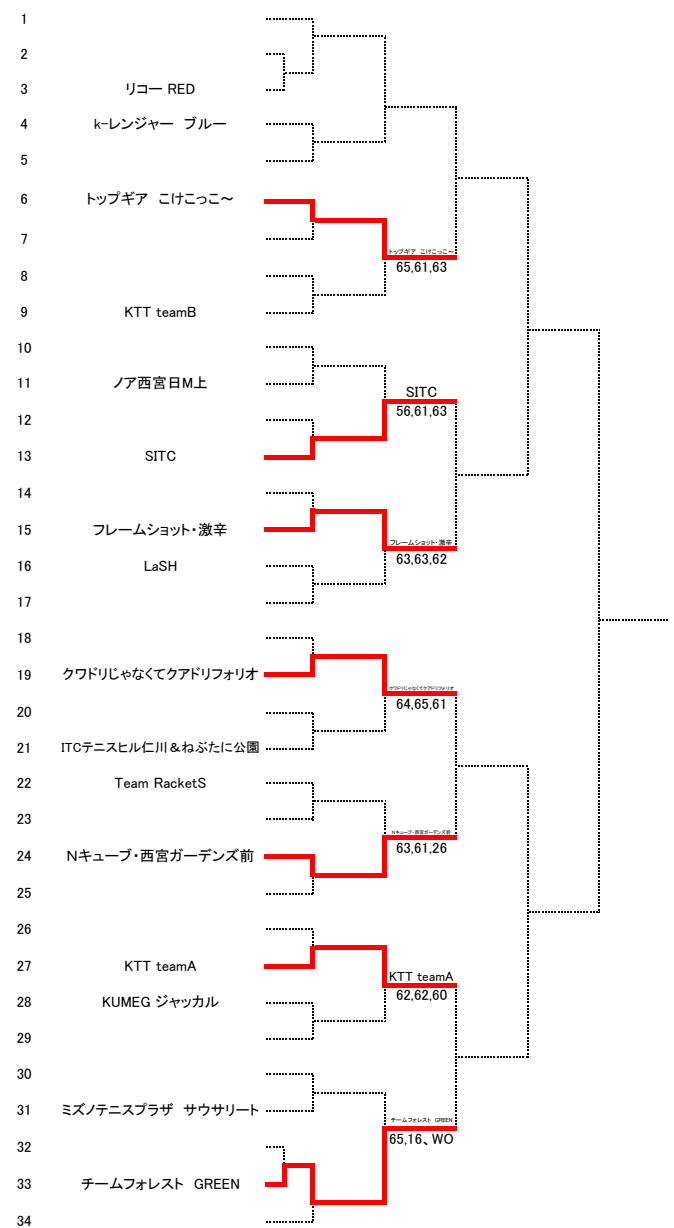 1
2
3 リコー RED
4 k-レンジャー ブルー
5
6 トップギア こけこっこ～
7
トップギア こけこっこ～
65,61,63
8
9 KTT teamB
10
11 ノア西宮日M上
SITC
56,61,63
12
13 SITC
14
15 フレームショット・激辛
フレームショット・激辛
63,63,62
16 LaSH
17
18
19 クワドリじゃなくてクアドリフォリオ
クワドリじゃなくてクアドリフォリオ
64,65,61
20
21 ITCテニスヒル仁川＆ねぶたに公園
22 Team RacketS
23
Nキューブ・西宮ガーデンズ前
63,61,26
24 Nキューブ・西宮ガーデンズ前
25
26
27 KTT teamA
KTT teamA
62,62,60
28 KUMEG ジャッカル
29
30
31 ミズノテニスプラザ サウサリート
チームフォレスト GREEN
65,16、WO
32
33 チームフォレスト GREEN
34